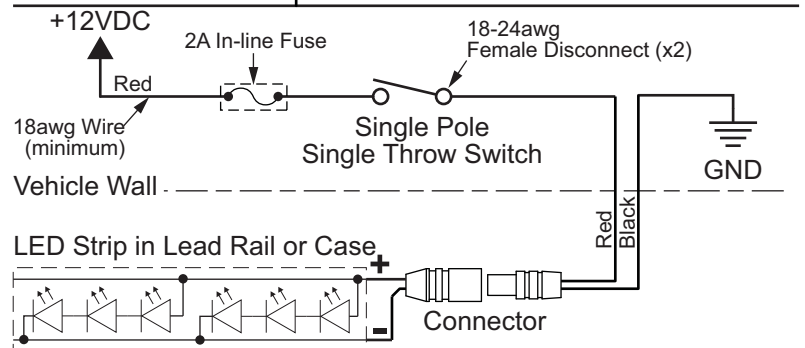 +12VDC
2A In-line Fuse
18-24awg
Female Disconnect (x2)
Red
18awg Wire
(minimum)
Single Pole
Single Throw Switch
GND
Vehicle Wall
Red
Black
LED Strip in Lead Rail or Case
+
-
Connector